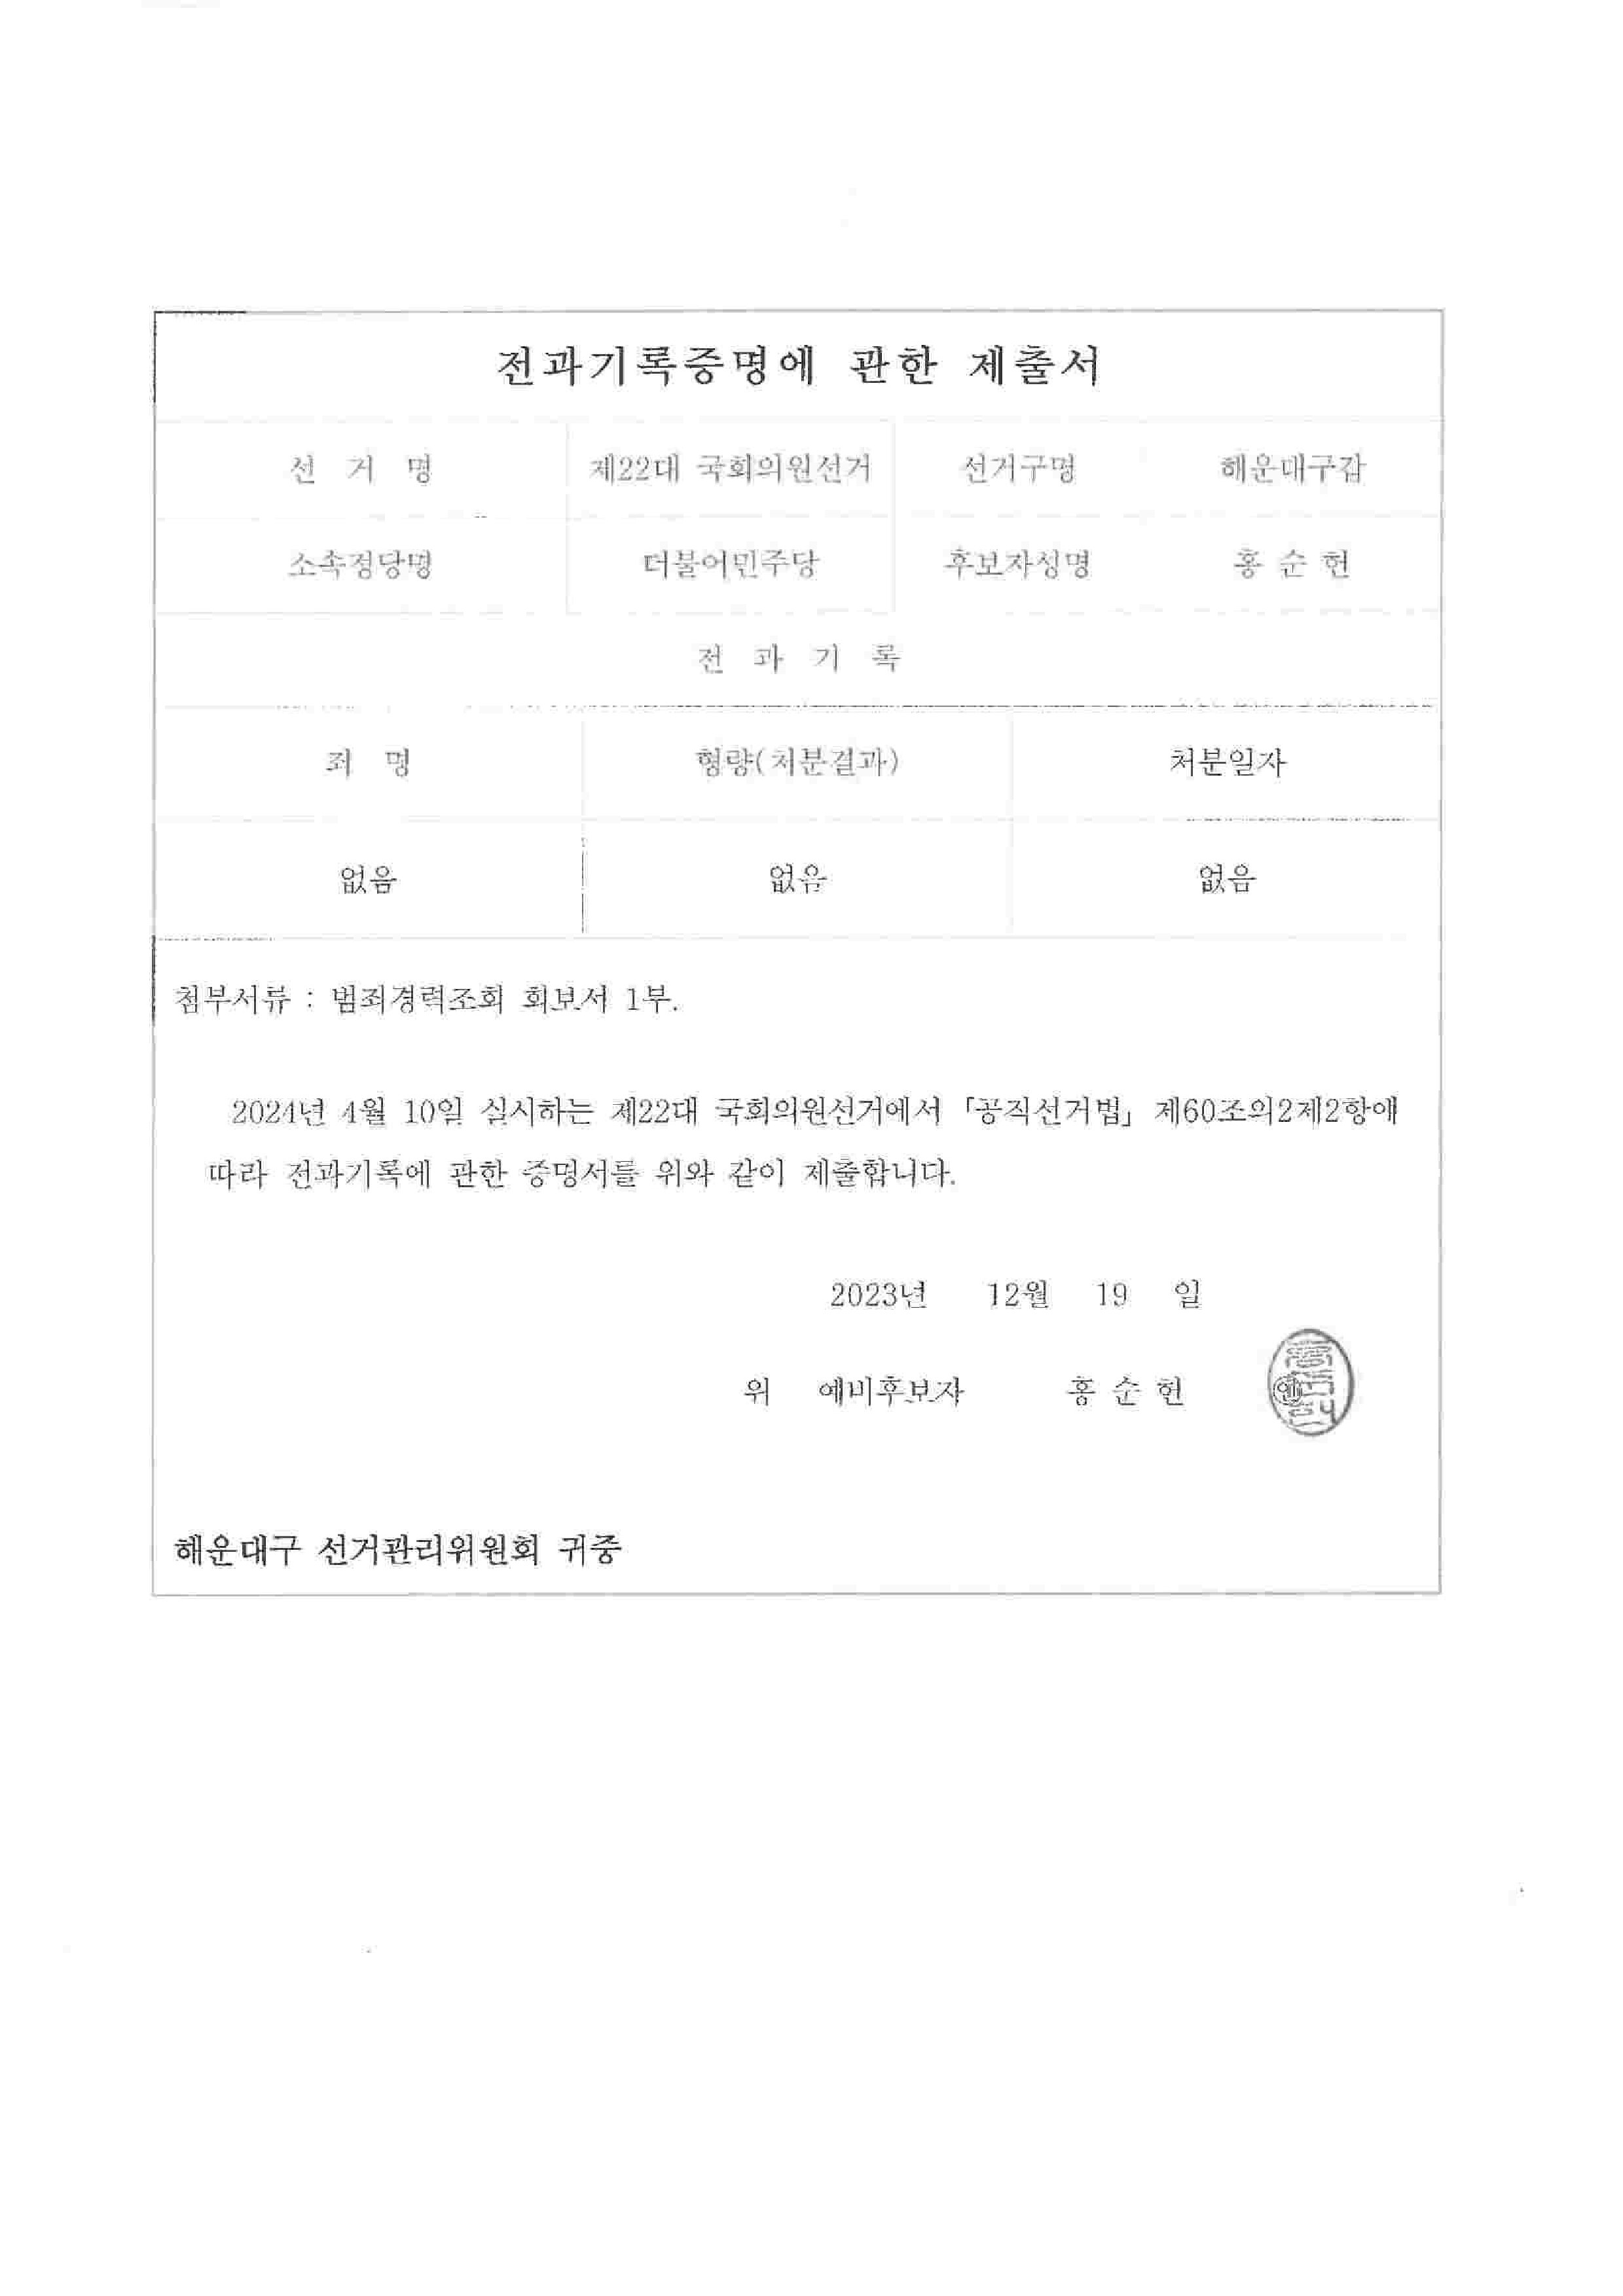 전과기록증명에 관한 제출서
선 거 명 제22대 국회의원선거 선거구명 해운대구갑
소속정당명 더불어민주당 후보자성명 홍 순 헌
전 과 기 록
죄 명 형량(처분결과) 처분일자
없음 없음 없음
첨부서류 : 범죄경력조회 회보서 1부.
2024년 4월 10일 실시하는 제22대 국회의원선거에서 「공직선거법」 제60조의2제2항에
따라 전과기록에 관한 증명서를 위와 같이 제출합니다.
2023년 12월 19 일
위 예비후보자 홍 순 헌
해운대구 선거관리위원회 귀중